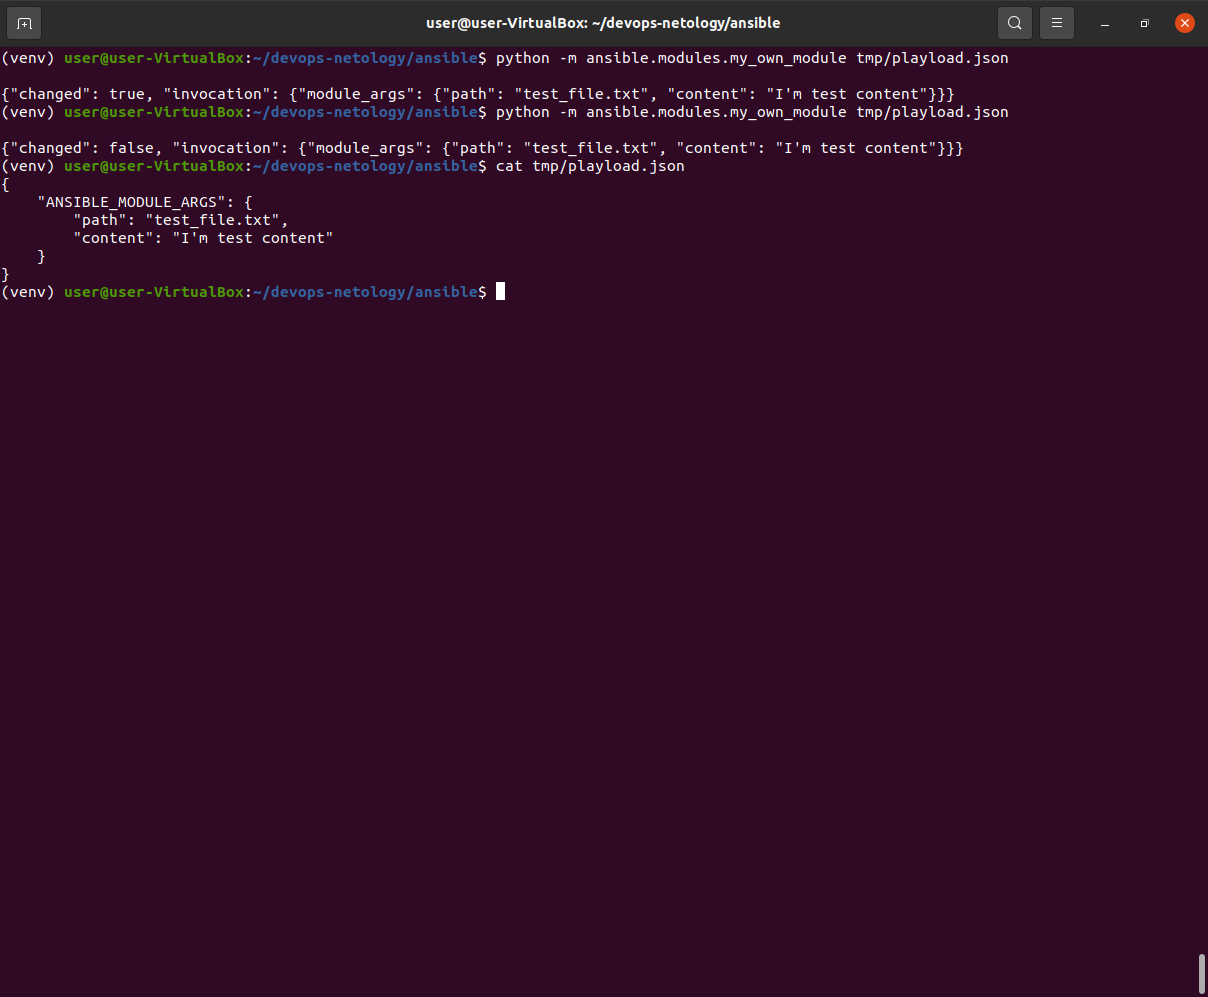 user@user-VirtualBox: ~/devops-netology/ansible
(venv) user@user-VirtualBox:~/devops-netology/ansible$ python -m ansible.modules.my_own_module tmp/playload.json
{"changed": true, "invocation": {"module_args": {"path": "test_file.txt", "content": "I'm test content"}}}
(venv) user@user-VirtualBox:~/devops-netology/ansible$ python -m ansible.modules.my_own_module tmp/playload.json
{"changed": false, "invocation": {"module_args": {"path": "test_file.txt", "content": "I'm test content"}}}
(venv) user@user-VirtualBox:~/devops-netology/ansible$ cat tmp/playload.json
{
    "ANSIBLE_MODULE_ARGS": {
        "path": "test_file.txt",
        "content": "I'm test content"
    }
}
(venv) user@user-VirtualBox:~/devops-netology/ansible$